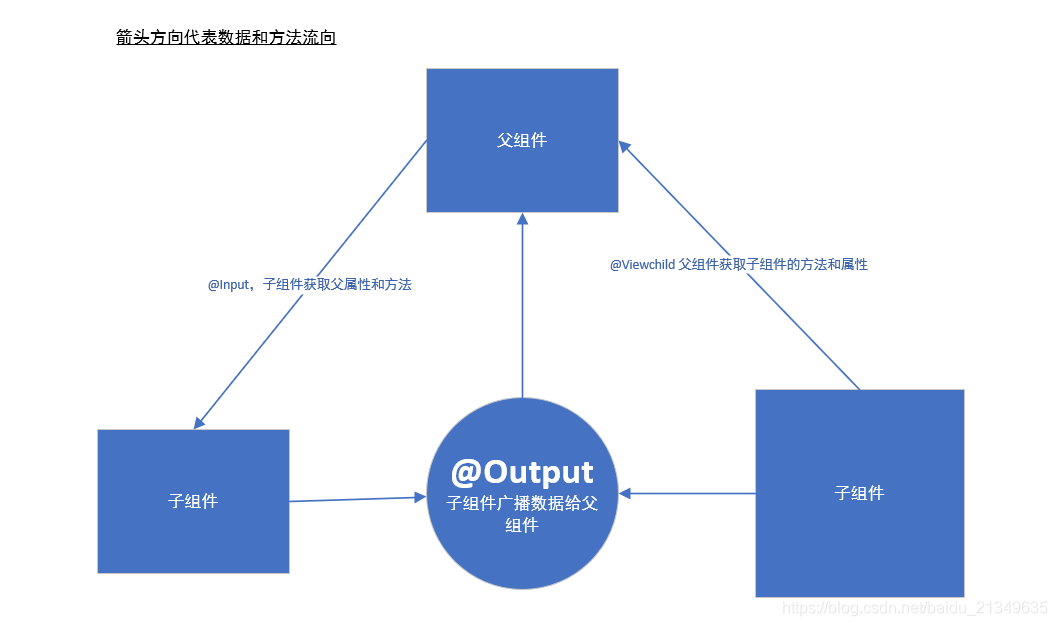 箭头方向代表数据和方法流向
父组件
@Input，子组件获取父属性和方法
@Viewchild 父组件获取子组件的方法和属性
子组件
@Output
子组件广播数据给父
组件
子组件
https://blog.csdn.net/baidu_21349635